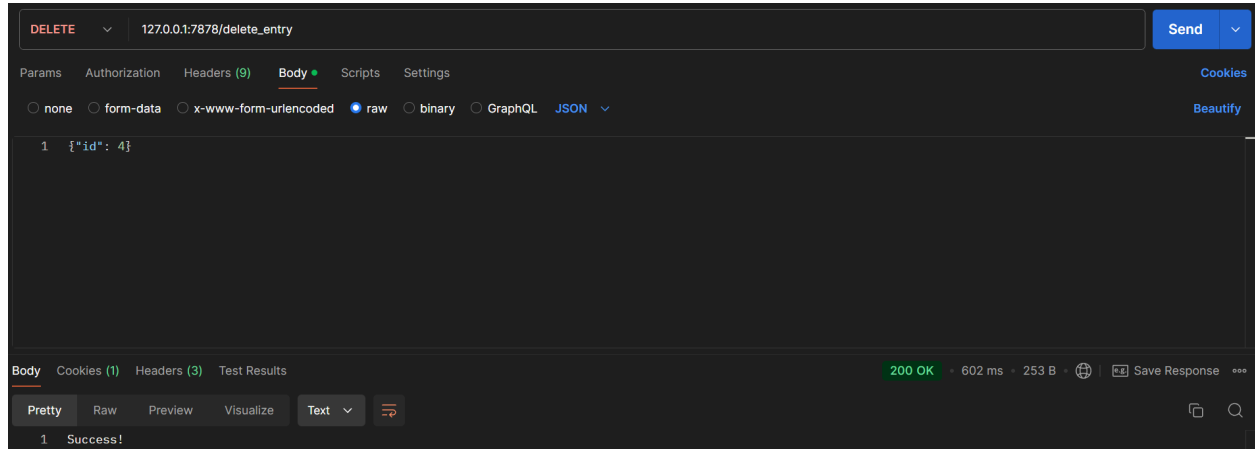 DELETE 127.0.0.1:7878/delete_entry Send
Params Authorization Headers (9) Body Scripts Settings Cookies
none form-data x-www-form-urlencoded raw binary GraphQL JSON Beautify
1 {"id": 4}
Body Cookies (1) Headers (3) Test Results 200 OK 602 ms 253 B e.g. Save Response
Pretty Raw Preview Visualize Text
1 Success!